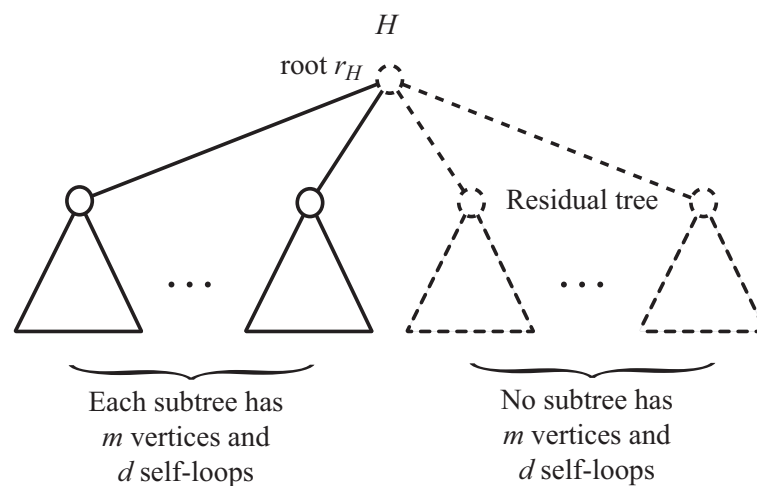 H
root r_H
Residual tree
... ...
Each subtree has
m vertices and
d self-loops
No subtree has
m vertices and
d self-loops